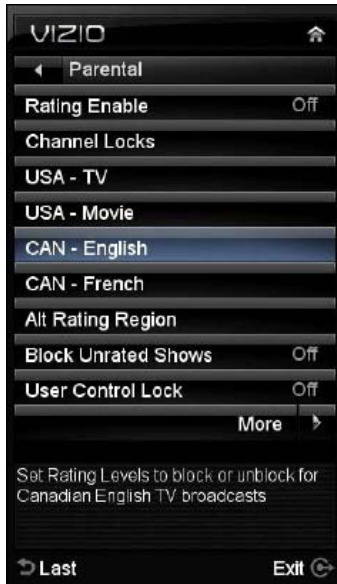 VIZIO
Parental
Rating Enable Off
Channel Locks
USA - TV
USA - Movie
CAN - English
CAN - French
Alt Rating Region
Block Unrated Shows Off
User Control Lock Off
More
Set Rating Levels to block or unblock for
Canadian English TV broadcasts
Last Exit